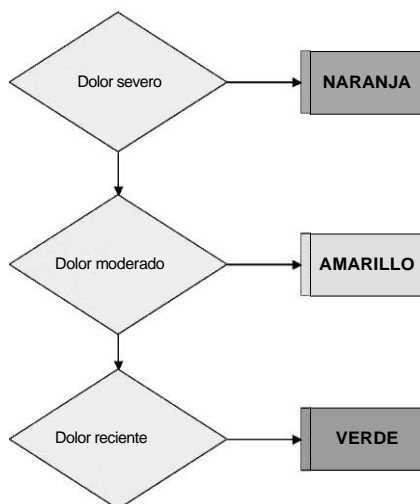 Dolor severo
NARANJA
Dolor moderado
AMARILLO
Dolor reciente
VERDE